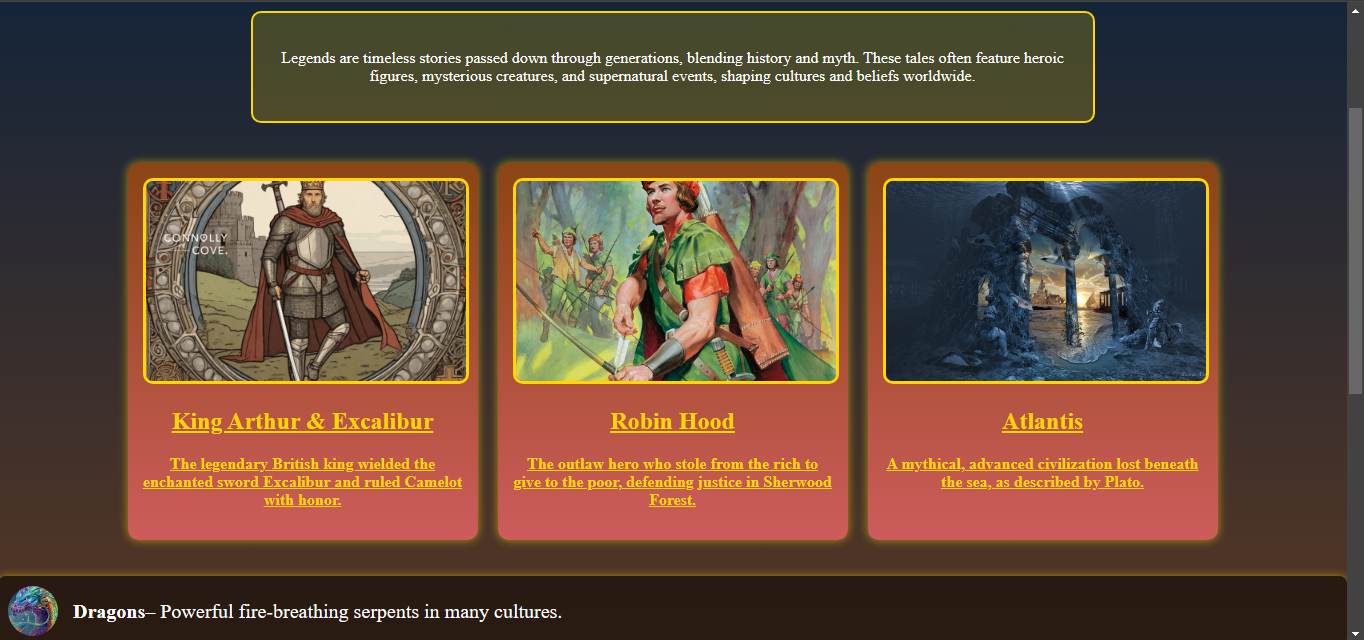 Legends are timeless stories passed down through generations, blending history and myth. These tales often feature heroic
figures, mysterious creatures, and supernatural events, shaping cultures and beliefs worldwide.
CONNOLLY
COVE.
King Arthur & Excalibur
The legendary British king wielded the
enchanted sword Excalibur and ruled Camelot
with honor.
Robin Hood
The outlaw hero who stole from the rich to
give to the poor, defending justice in Sherwood
Forest.
Atlantis
A mythical, advanced civilization lost beneath
the sea, as described by Plato.
Dragons– Powerful fire-breathing serpents in many cultures.